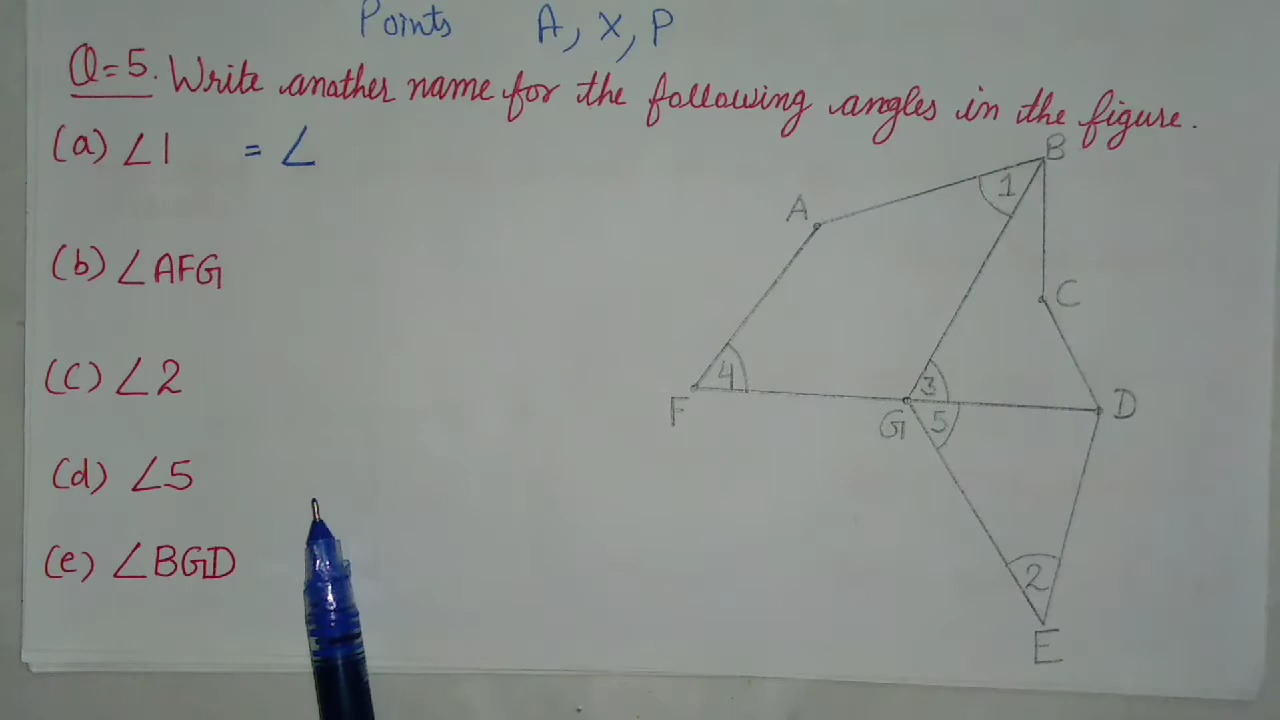 Points A, X, P
Q=5. Write another name for the following angles in the figure.
(a) ∠1 = ∠
(b) ∠AFG
(c) ∠2
(d) ∠5
(e) ∠BGD
B
1
A
C
4
3
F
G
5
D
2
E